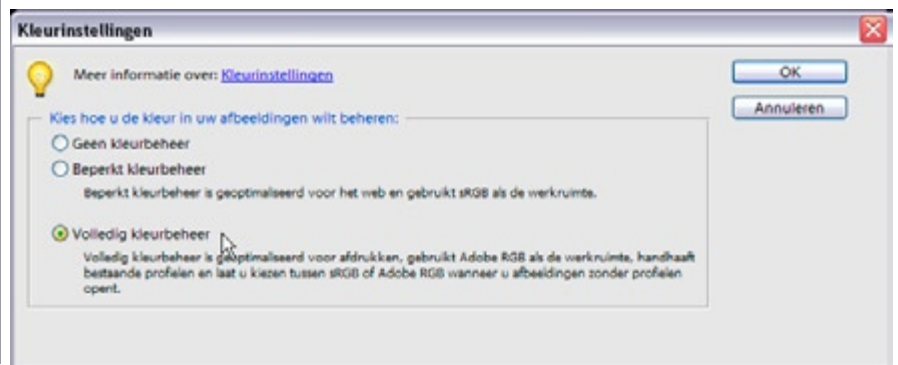 Kleurinstellingen
Meer informatie over: Kleurinstellingen
OK
Annuleren
Kies hoe u de kleur in uw afbeeldingen wilt beheren:
Geen kleurbeheer
Beperkt kleurbeheer
Beperkt kleurbeheer is geoptimaliseerd voor het web en gebruikt sRGB als de werkruimte.
Volledig kleurbeheer
Volledig kleurbeheer is geoptimaliseerd voor afdrukken, gebruikt Adobe RGB als de werkruimte, handhaaft
bestaande profielen en laat u kiezen tussen sRGB of Adobe RGB wanneer u afbeeldingen zonder profielen
opent.